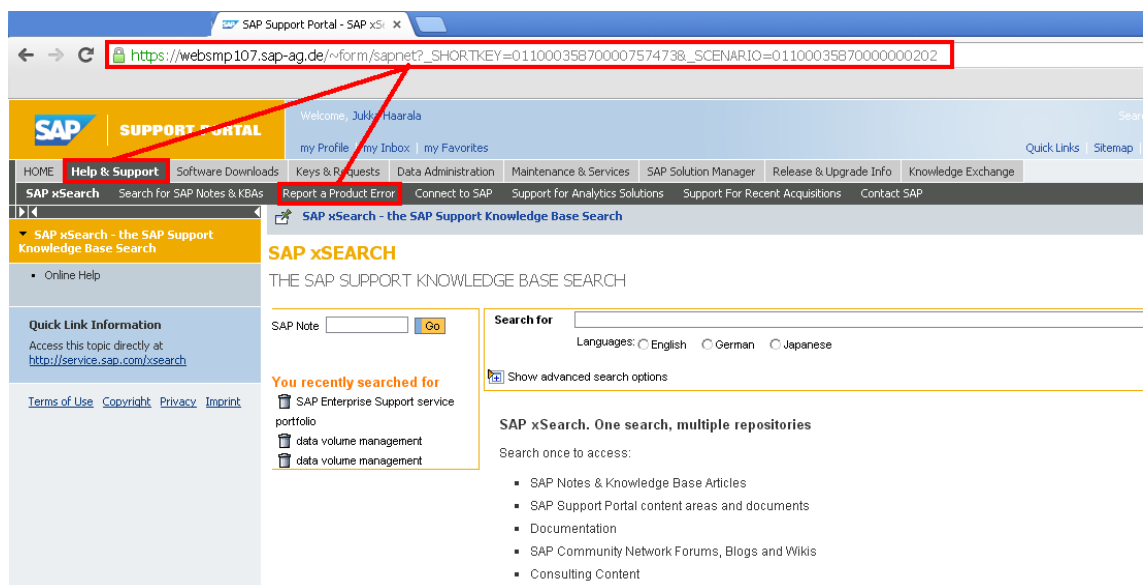 SAP Support Portal - SAP xSe
https://websmp107.sap-ag.de/~form/sapnet?_SHORTKEY=01100035870000757473&_SCENARIO=01100035870000000202
SAP SUPPORT PORTAL
Welcome, Jukka Haarala
Sear
my Profile my Inbox my Favorites
Quick Links Sitemap
HOME Help & Support Software Downloads Keys & Requests Data Administration Maintenance & Services SAP Solution Manager Release & Upgrade Info Knowledge Exchange
SAP xSearch Search for SAP Notes & KBAs Report a Product Error Connect to SAP Support for Analytics Solutions Support For Recent Acquisitions Contact SAP
SAP xSearch - the SAP Support Knowledge Base Search
SAP xSearch - the SAP Support
Knowledge Base Search
Online Help
Quick Link Information
Access this topic directly at
http://service.sap.com/xsearch
Terms of Use Copyright Privacy Imprint
SAP xSEARCH
THE SAP SUPPORT KNOWLEDGE BASE SEARCH
SAP Note Go
You recently searched for
SAP Enterprise Support service
portfolio
data volume management
data volume management
Search for
Languages: English German Japanese
Show advanced search options
SAP xSearch. One search, multiple repositories
Search once to access:
SAP Notes & Knowledge Base Articles
SAP Support Portal content areas and documents
Documentation
SAP Community Network Forums, Blogs and Wikis
Consulting Content